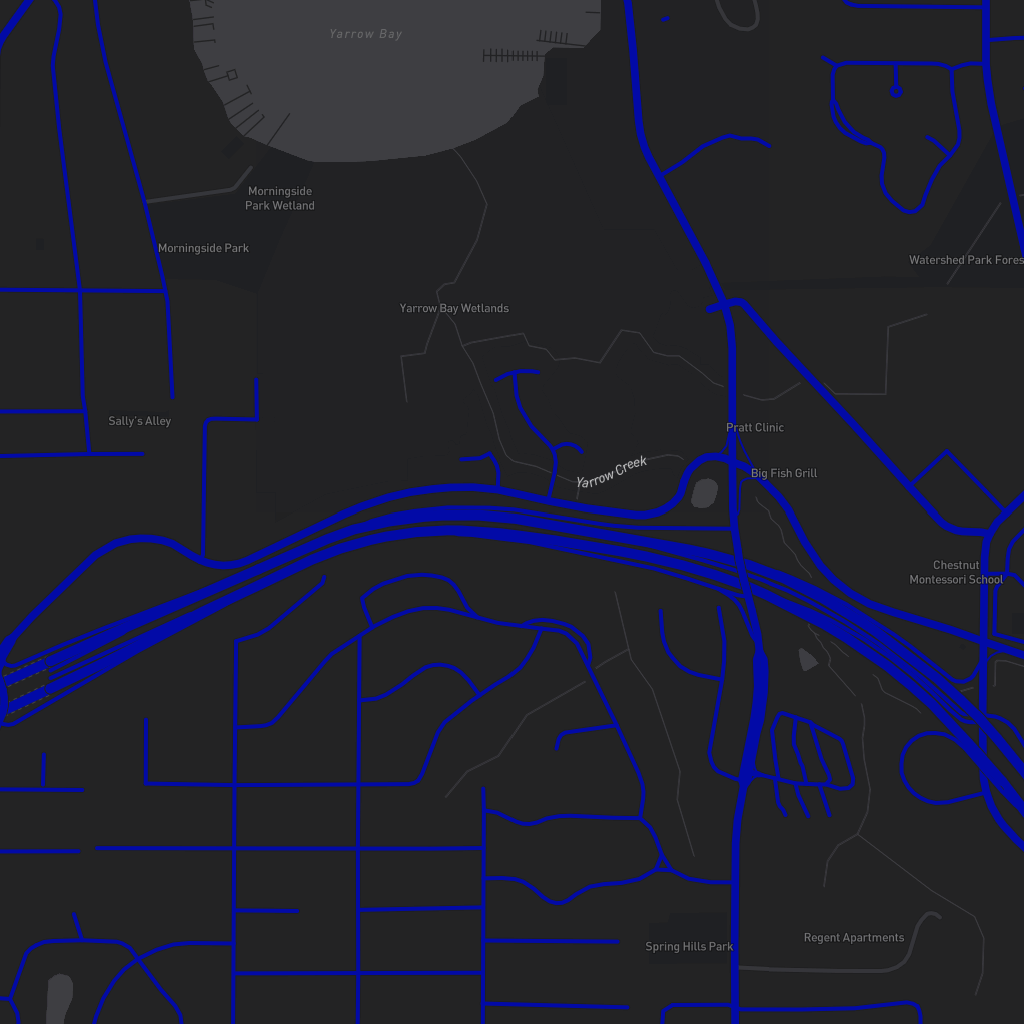 Yarrow Bay
Morningside
Park Wetland
Morningside Park
Watershed Park Fores
Yarrow Bay Wetlands
Sally's Alley
Pratt Clinic
Yarrow Creek
Big Fish Grill
Chestnut
Montessori School
Spring Hills Park
Regent Apartments